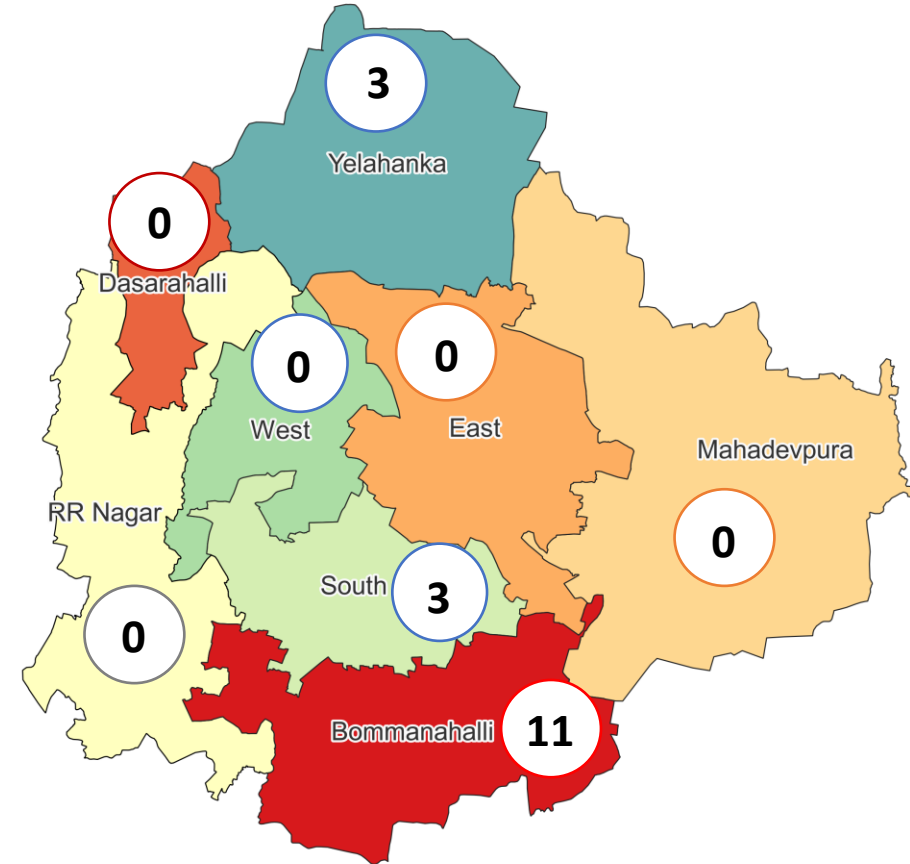 3
Yelahanka
0
Dasarahalli
0
West
0
East
Mahadevpura
0
RR Nagar
0
South
3
Bommanahalli
11